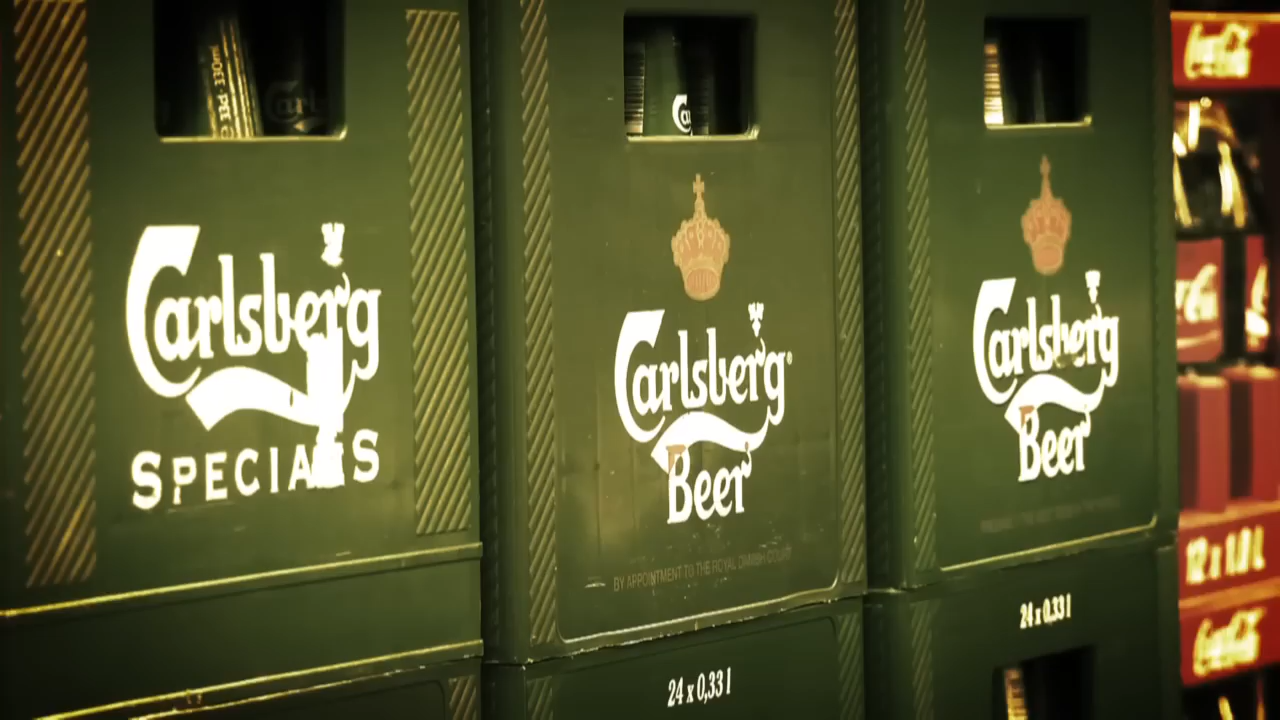 330ml
Carlsberg
SPECIALS
Carlsberg
Beer
BY APPOINTMENT TO THE ROYAL DANISH COURT
24 x 0,33 l
Carlsberg
Beer
24 x 0,33 l
Coca-Cola
Coca-Cola
12 x 1.0 L
Coca-Cola